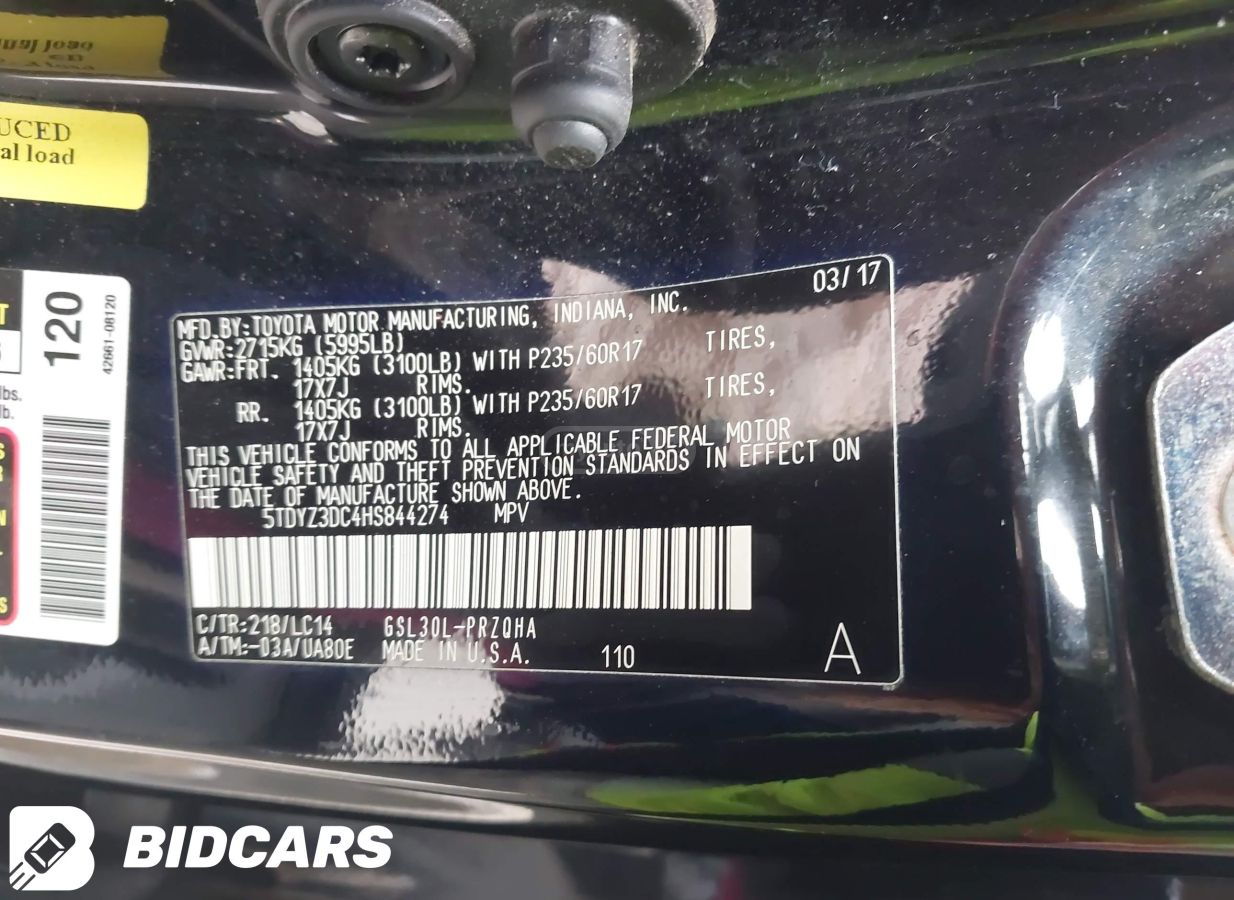 UCED
al load
120
42661-08120
lbs.
lb.
03/17
MFD.BY:TOYOTA MOTOR MANUFACTURING, INDIANA, INC.
GVWR:2715KG (5995LB)
GAWR:FRT. 1405KG (3100LB) WITH P235/60R17 TIRES,
17X7J RIMS.
RR. 1405KG (3100LB) WITH P235/60R17 TIRES,
17X7J RIMS.
THIS VEHICLE CONFORMS TO ALL APPLICABLE FEDERAL MOTOR
VEHICLE SAFETY AND THEFT PREVENTION STANDARDS IN EFFECT ON
THE DATE OF MANUFACTURE SHOWN ABOVE.
5TDYZ3DC4HS844274 MPV
C/TR:218/LC14 GSL30L-PRZQHA
A/TM:-03A/UA80E MADE IN U.S.A. 110 A
BIDCARS